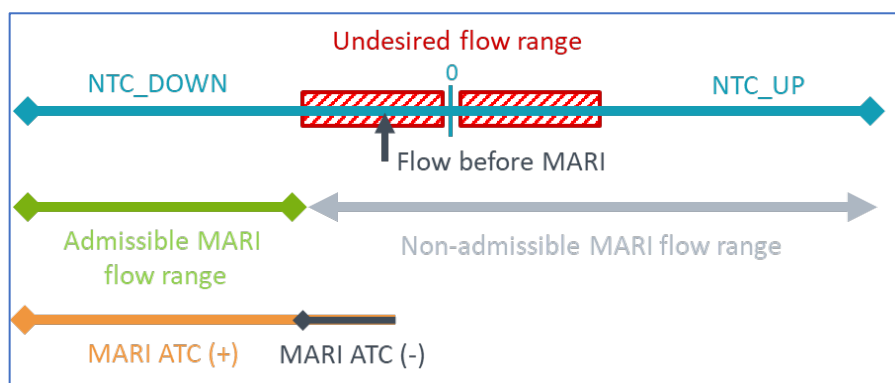 Undesired flow range
0
NTC_DOWN
NTC_UP
Flow before MARI
Admissible MARI
flow range
Non-admissible MARI flow range
MARI ATC (+)
MARI ATC (-)